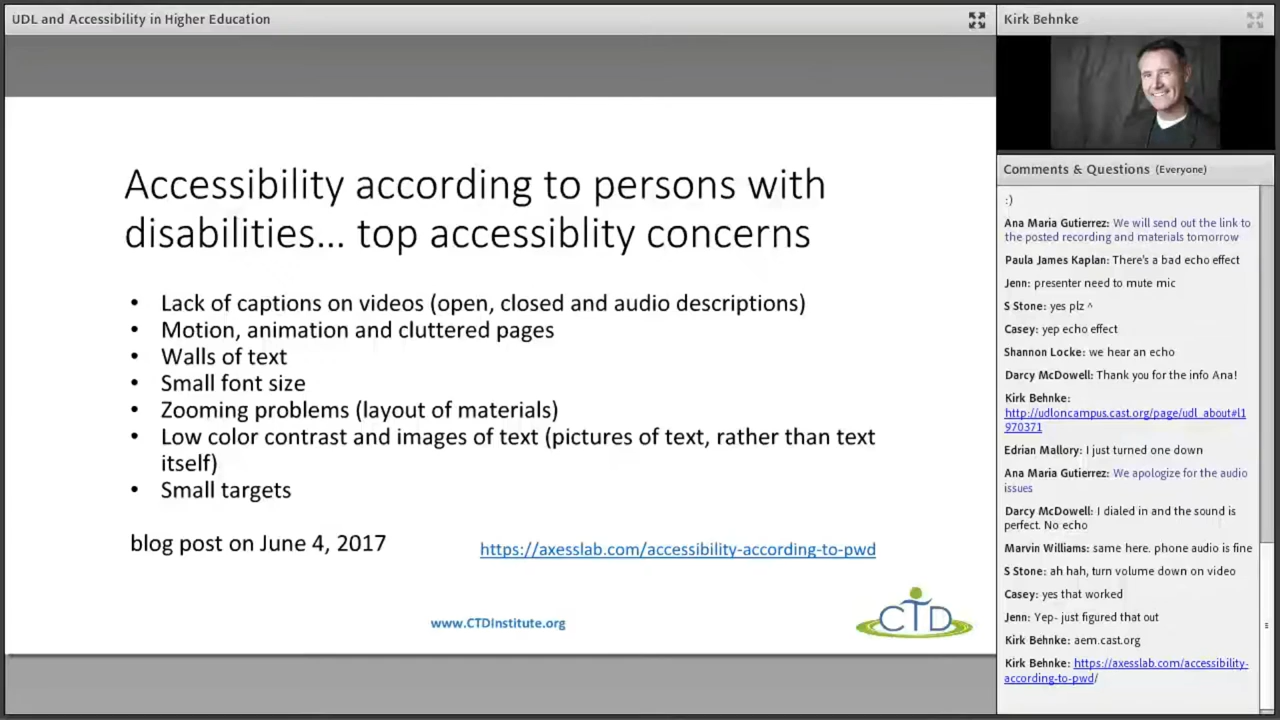 UDL and Accessibility in Higher Education
Accessibility according to persons with
disabilities... top accessiblity concerns
• Lack of captions on videos (open, closed and audio descriptions)
• Motion, animation and cluttered pages
• Walls of text
• Small font size
• Zooming problems (layout of materials)
• Low color contrast and images of text (pictures of text, rather than text
itself)
• Small targets
blog post on June 4, 2017
https://axesslab.com/accessibility-according-to-pwd
www.CTDInstitute.org
CTD
Kirk Behnke
Comments & Questions (Everyone)
:)
Ana Maria Gutierrez: We will send out the link to
the posted recording and materials tomorrow
Paula James Kaplan: There's a bad echo effect
Jenn: presenter need to mute mic
S Stone: yes plz ^
Casey: yep echo effect
Shannon Locke: we hear an echo
Darcy McDowell: Thank you for the info Ana!
Kirk Behnke:
http://udloncampus.cast.org/page/udl_about#l1
970371
Edrian Mallory: I just turned one down
Ana Maria Gutierrez: We apologize for the audio
issues
Darcy McDowell: I dialed in and the sound is
perfect. No echo
Marvin Williams: same here. phone audio is fine
S Stone: ah hah, turn volume down on video
Casey: yes that worked
Jenn: Yep- just figured that out
Kirk Behnke: aem.cast.org
Kirk Behnke: https://axesslab.com/accessibility-
according-to-pwd/